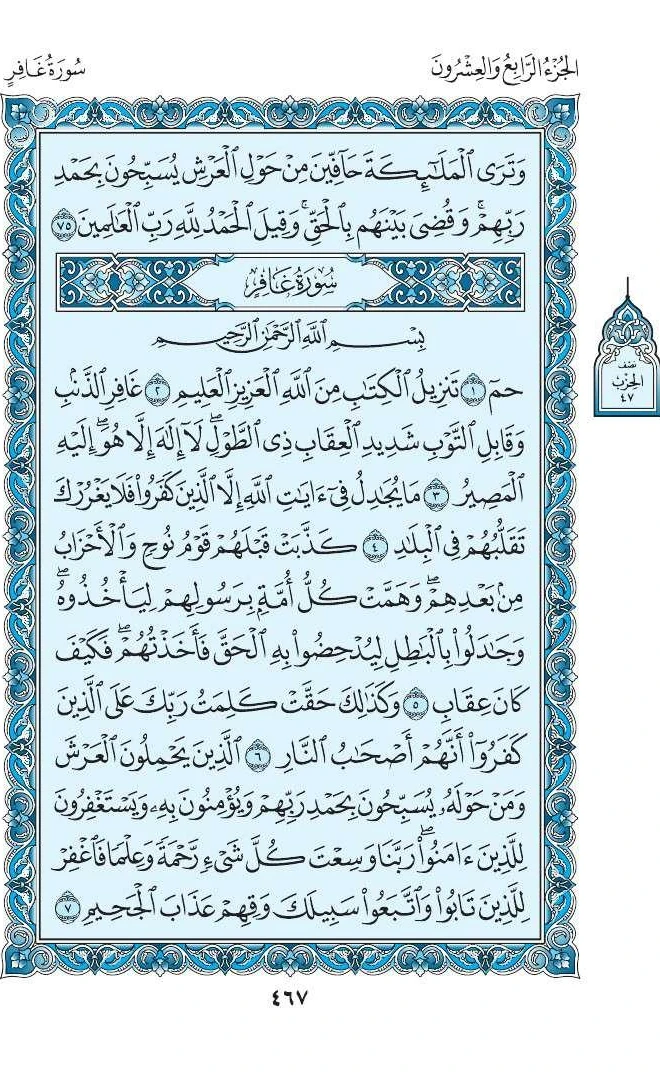 الجُزْءُ الرَّابِعُ وَالعِشْرُونَ
سُورَةُ غَافِرٍ
وَتَرَى ٱلْمَلَٰٓئِكَةَ حَآفِّينَ مِنْ حَوْلِ ٱلْعَرْشِ يُسَبِّحُونَ بِحَمْدِ
رَبِّهِمْۖ وَقُضِىَ بَيْنَهُم بِٱلْحَقِّۚ وَقِيلَ ٱلْحَمْدُ لِلَّهِ رَبِّ ٱلْعَٰلَمِينَ ٧٥
سُورَةُ غَافِرٍ
بِسْمِ ٱللَّهِ ٱلرَّحْمَٰنِ ٱلرَّحِيمِ
حمٓ ١ تَنزِيلُ ٱلْكِتَٰبِ مِنَ ٱللَّهِ ٱلْعَزِيزِ ٱلْعَلِيمِ ٢ غَافِرِ ٱلذَّنۢبِ
وَقَابِلِ ٱلتَّوْبِ شَدِيدِ ٱلْعِقَابِ ذِى ٱلطَّوْلِۖ لَآ إِلَٰهَ إِلَّا هُوَۖ إِلَيْهِ
ٱلْمَصِيرُ ٣ مَا يُجَٰدِلُ فِىٓ ءَايَٰتِ ٱللَّهِ إِلَّا ٱلَّذِينَ كَفَرُوا۟ فَلَا يَغْرُرْكَ
تَقَلُّبُهُمْ فِى ٱلْبِلَٰدِ ٤ كَذَّبَتْ قَبْلَهُمْ قَوْمُ نُوحٍ وَٱلْأَحْزَابُ
مِنۢ بَعْدِهِمْۖ وَهَمَّتْ كُلُّ أُمَّةٍۭ بِرَسُولِهِمْ لِيَأْخُذُوهُۖ
وَجَٰدَلُوا۟ بِٱلْبَٰطِلِ لِيُدْحِضُوا۟ بِهِ ٱلْحَقَّ فَأَخَذْتُهُمْۖ فَكَيْفَ
كَانَ عِقَابِ ٥ وَكَذَٰلِكَ حَقَّتْ كَلِمَتُ رَبِّكَ عَلَى ٱلَّذِينَ
كَفَرُوٓا۟ أَنَّهُمْ أَصْحَٰبُ ٱلنَّارِ ٦ ٱلَّذِينَ يَحْمِلُونَ ٱلْعَرْشَ
وَمَنْ حَوْلَهُۥ يُسَبِّحُونَ بِحَمْدِ رَبِّهِمْ وَيُؤْمِنُونَ بِهِۦ وَيَسْتَغْفِرُونَ
لِلَّذِينَ ءَامَنُوا۟ۖ رَبَّنَا وَسِعْتَ كُلَّ شَىْءٍ رَّحْمَةً وَعِلْمًا فَٱغْفِرْ
لِلَّذِينَ تَابُوا۟ وَٱتَّبَعُوا۟ سَبِيلَكَ وَقِهِمْ عَذَابَ ٱلْجَحِيمِ ٧
نصف
الحزب
٤٧
٤٦٧